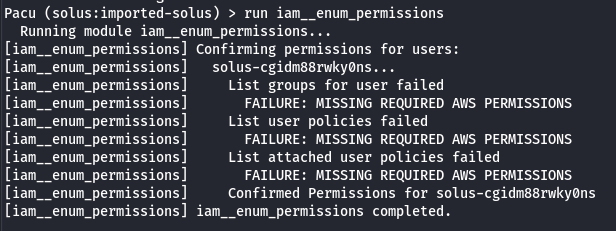 Pacu (solus:imported-solus) > run iam__enum_permissions
Running module iam__enum_permissions...
[iam__enum_permissions] Confirming permissions for users:
[iam__enum_permissions] solus-cgidm88rwky0ns...
[iam__enum_permissions] List groups for user failed
[iam__enum_permissions] FAILURE: MISSING REQUIRED AWS PERMISSIONS
[iam__enum_permissions] List user policies failed
[iam__enum_permissions] FAILURE: MISSING REQUIRED AWS PERMISSIONS
[iam__enum_permissions] List attached user policies failed
[iam__enum_permissions] FAILURE: MISSING REQUIRED AWS PERMISSIONS
[iam__enum_permissions] Confirmed Permissions for solus-cgidm88rwky0ns
[iam__enum_permissions] iam__enum_permissions completed.